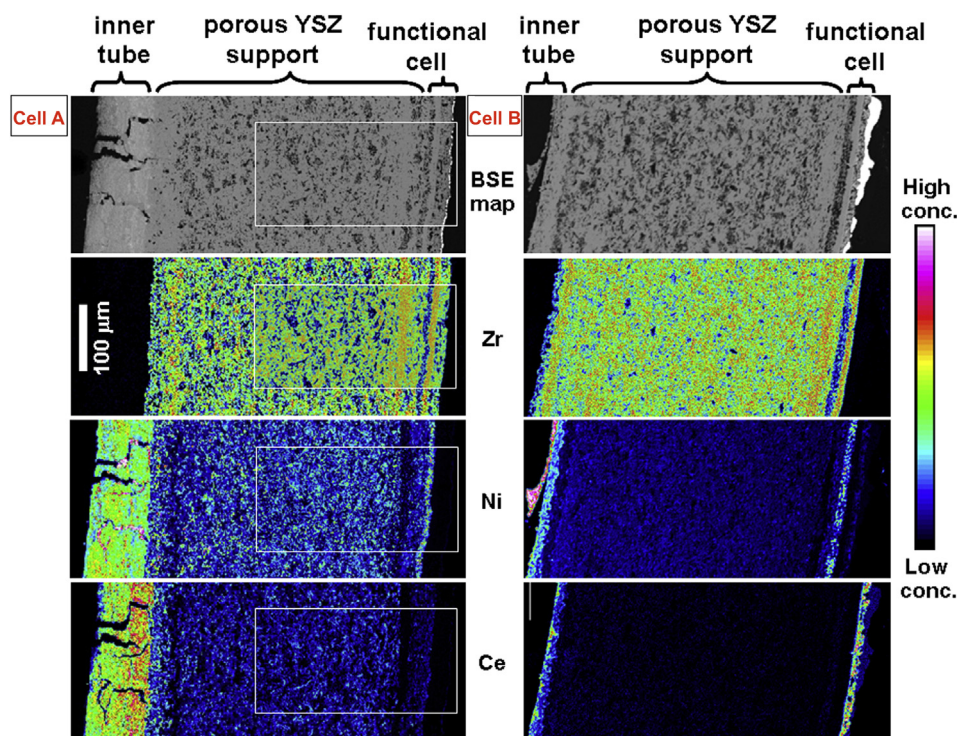 inner
tube
porous YSZ
support
functional
cell
inner
tube
porous YSZ
support
functional
cell
Cell A
Cell B
BSE
map
High
conc.
100 µm
Zr
Ni
Low
conc.
Ce